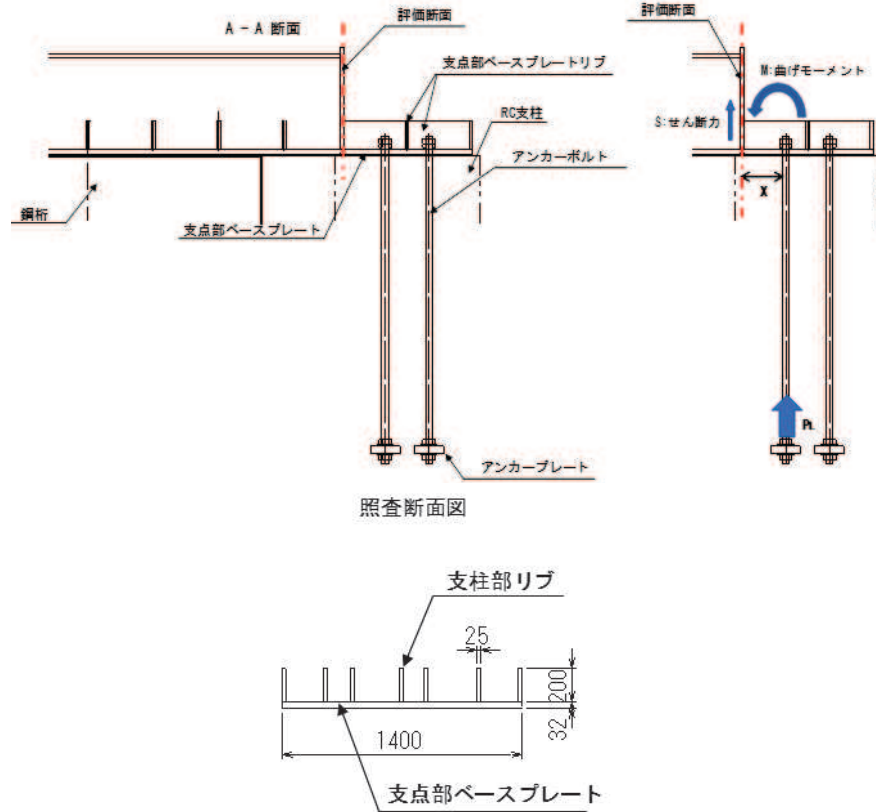 A - A 断面
評価断面
支点部ベースプレートリブ
RC支柱
アンカーボルト
鋼桁
支点部ベースプレート
アンカープレート
評価断面
M:曲げモーメント
S:せん断力
X
PL
照査断面図
支柱部リブ
25
200
32
1400
支点部ベースプレート